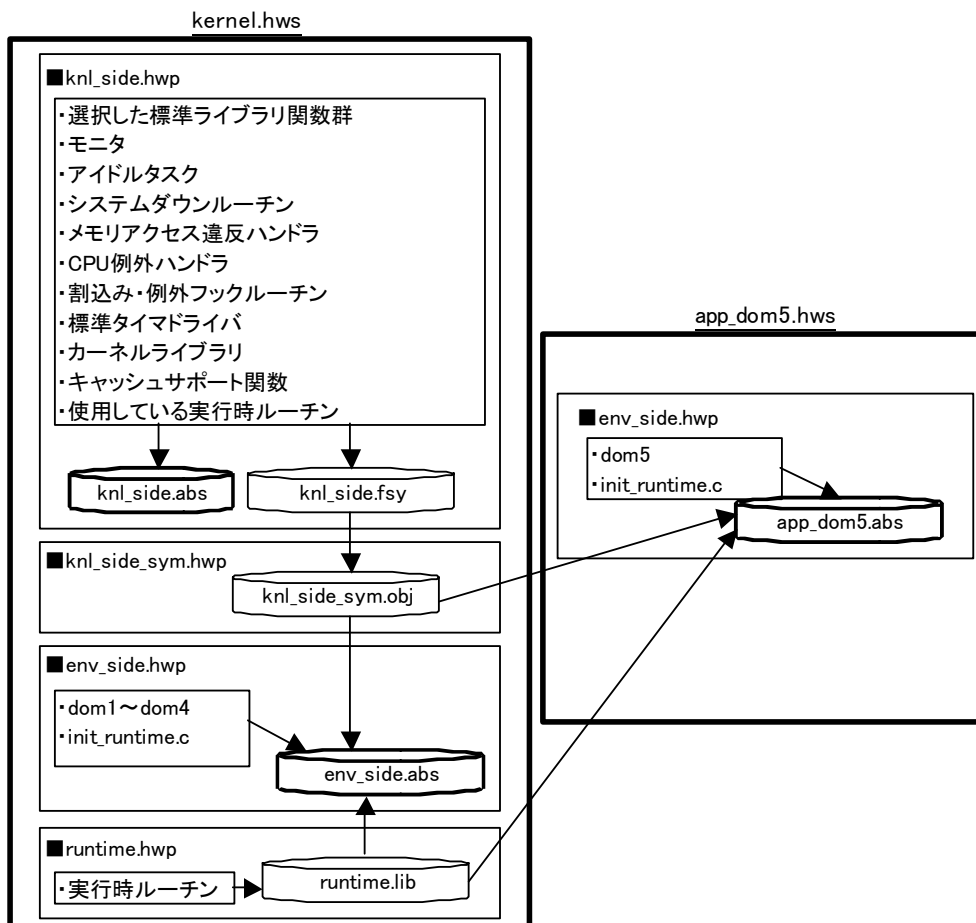 kernel.hws
■knl_side.hwp
・選択した標準ライブラリ関数群
・モニタ
・アイドルタスク
・システムダウンルーチン
・メモリアクセス違反ハンドラ
・CPU例外ハンドラ
・割込み・例外フックルーチン
・標準タイマドライバ
・カーネルライブラリ
・キャッシュサポート関数
・使用している実行時ルーチン
knl_side.abs
knl_side.fsy
■knl_side_sym.hwp
knl_side_sym.obj
■env_side.hwp
・dom1～dom4
・init_runtime.c
env_side.abs
■runtime.hwp
・実行時ルーチン
runtime.lib
app_dom5.hws
■env_side.hwp
・dom5
・init_runtime.c
app_dom5.abs